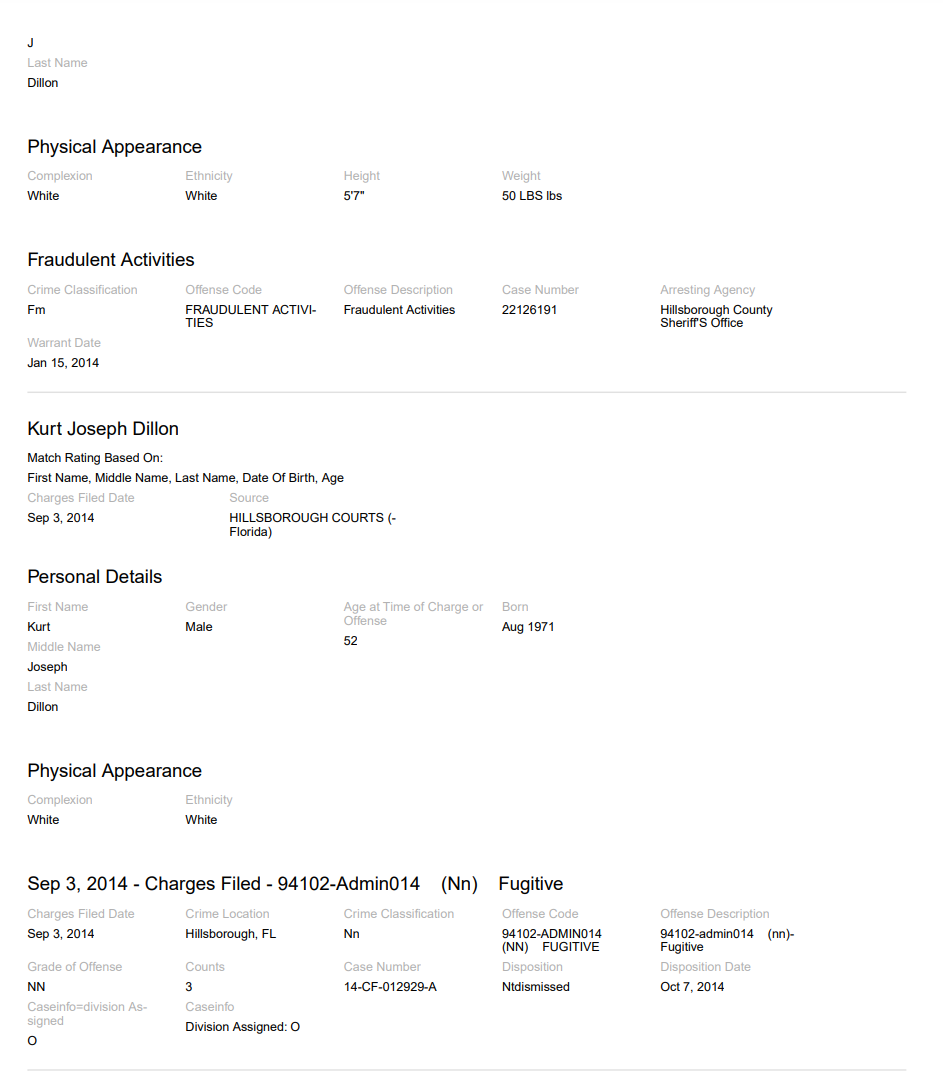 J
Last Name
Dillon
Physical Appearance
Complexion Ethnicity Height Weight
White White 5'7" 50 LBS lbs
Fraudulent Activities
Crime Classification Offense Code Offense Description Case Number Arresting Agency
Fm FRAUDULENT ACTIVI- Fraudulent Activities 22126191 Hillsborough County
TIES Sheriff'S Office
Warrant Date
Jan 15, 2014
Kurt Joseph Dillon
Match Rating Based On:
First Name, Middle Name, Last Name, Date Of Birth, Age
Charges Filed Date Source
Sep 3, 2014 HILLSBOROUGH COURTS (-
Florida)
Personal Details
First Name Gender Age at Time of Charge or Born
Offense
Kurt Male Aug 1971
52
Middle Name
Joseph
Last Name
Dillon
Physical Appearance
Complexion Ethnicity
White White
Sep 3, 2014 - Charges Filed - 94102-Admin014 (Nn) Fugitive
Charges Filed Date Crime Location Crime Classification Offense Code Offense Description
Sep 3, 2014 Hillsborough, FL Nn 94102-ADMIN014 94102-admin014 (nn)-
(NN) FUGITIVE Fugitive
Grade of Offense Counts Case Number Disposition Disposition Date
NN 3 14-CF-012929-A Ntdismissed Oct 7, 2014
Caseinfo=division As- Caseinfo
signed Division Assigned: O
O